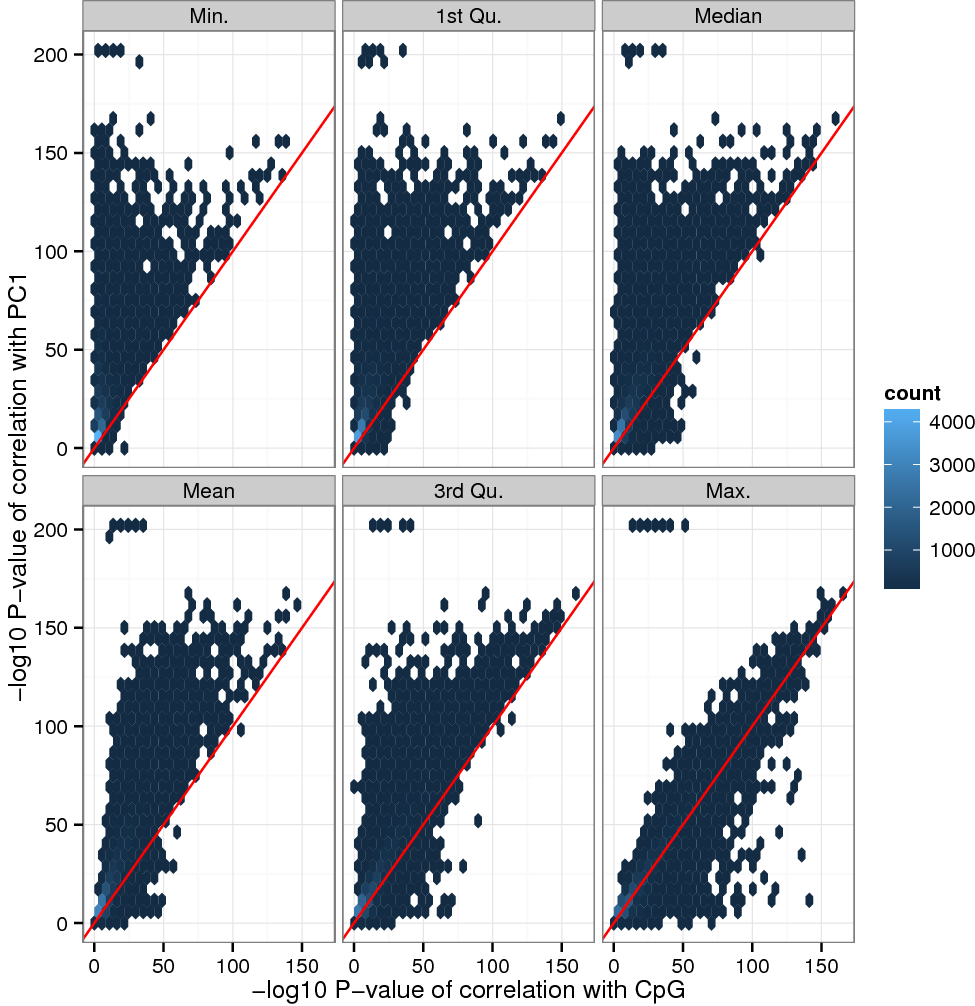 Min.
1st Qu.
Median
200
150
100
50
0
Mean
3rd Qu.
Max.
200
150
100
50
0
0 50 100 150
0 50 100 150
0 50 100 150
−log10 P−value of correlation with CpG
−log10 P−value of correlation with PC1
count
4000
3000
2000
1000